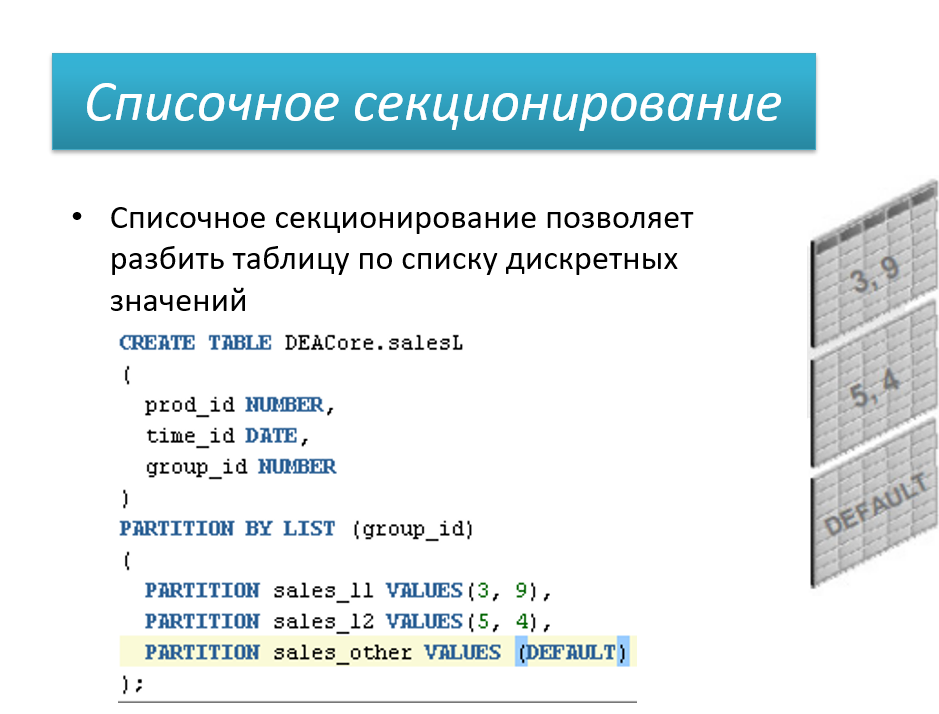 Списочное секционирование
• Списочное секционирование позволяет
разбить таблицу по списку дискретных
значений
CREATE TABLE DEACore.salesL
(
prod_id NUMBER,
time_id DATE,
group_id NUMBER
)
PARTITION BY LIST (group_id)
(
PARTITION sales_l1 VALUES(3, 9),
PARTITION sales_l2 VALUES(5, 4),
PARTITION sales_other VALUES (DEFAULT)
);
3, 9
5, 4
DEFAULT